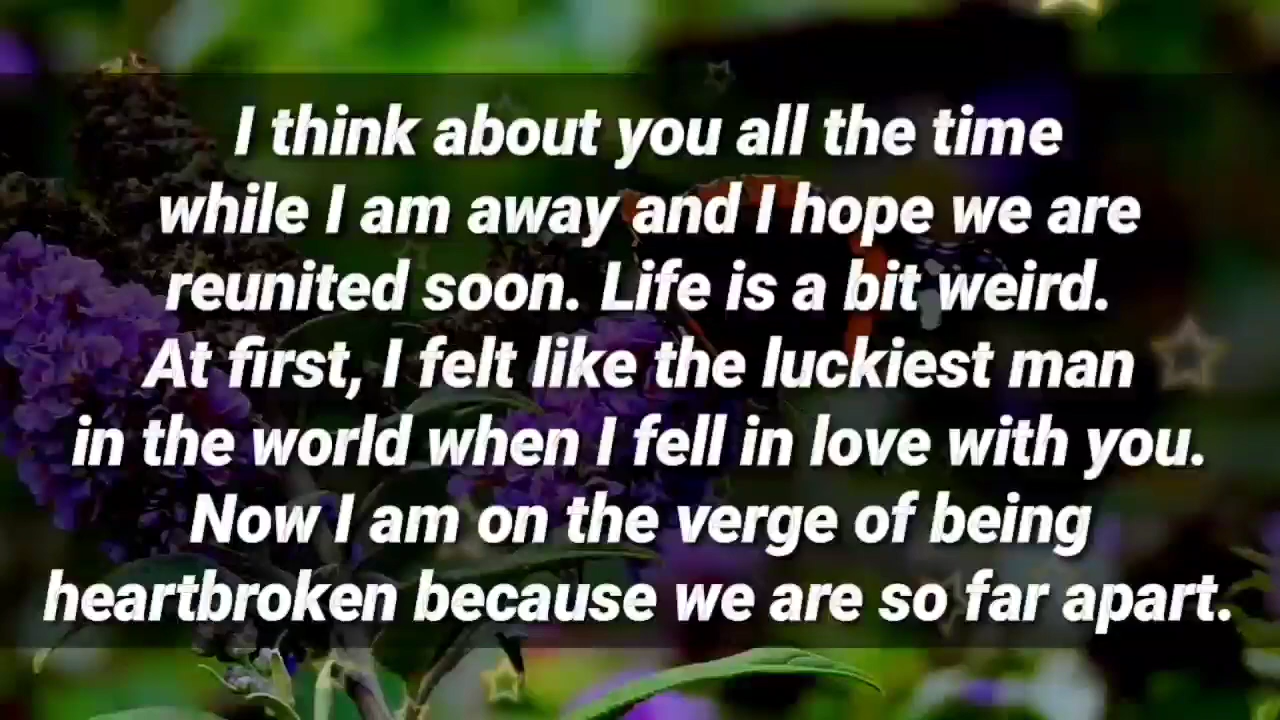 I think about you all the time
while I am away and I hope we are
reunited soon. Life is a bit weird.
At first, I felt like the luckiest man
in the world when I fell in love with you.
Now I am on the verge of being
heartbroken because we are so far apart.